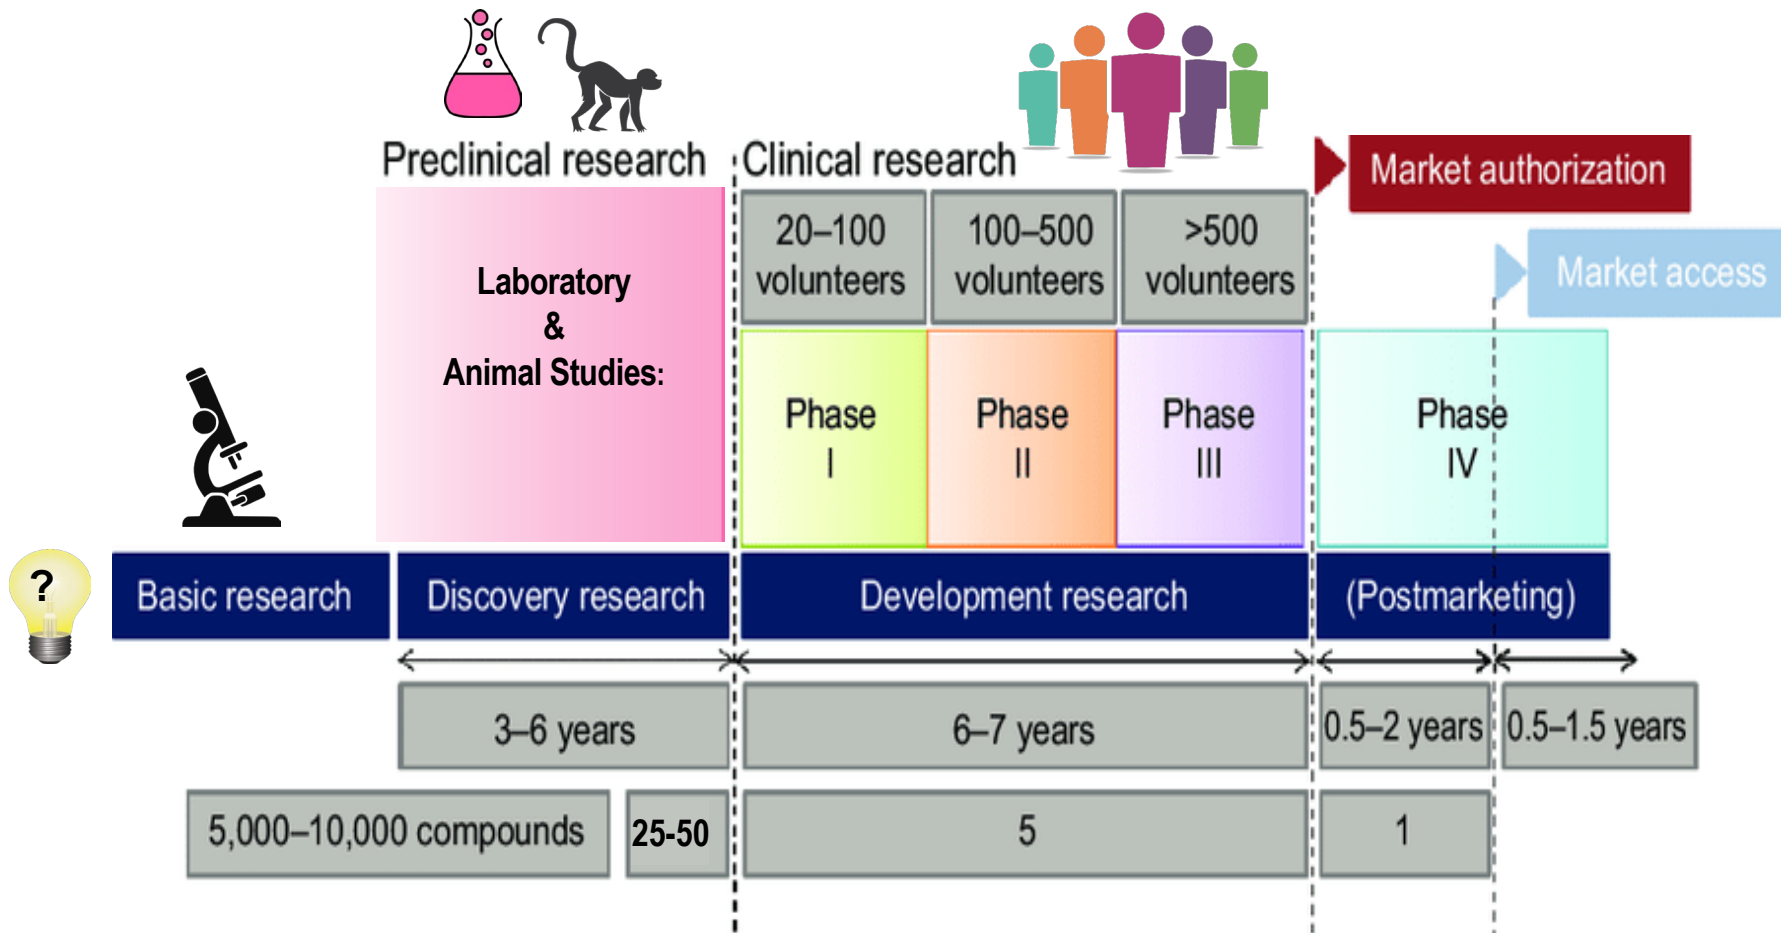 Preclinical research
Clinical research
Market authorization
Market access
Laboratory
&
Animal Studies:
20–100
volunteers
100–500
volunteers
>500
volunteers
Phase
I
Phase
II
Phase
III
Phase
IV
?
Basic research
Discovery research
Development research
(Postmarketing)
3–6 years
6–7 years
0.5–2 years
0.5–1.5 years
5,000–10,000 compounds
25-50
5
1